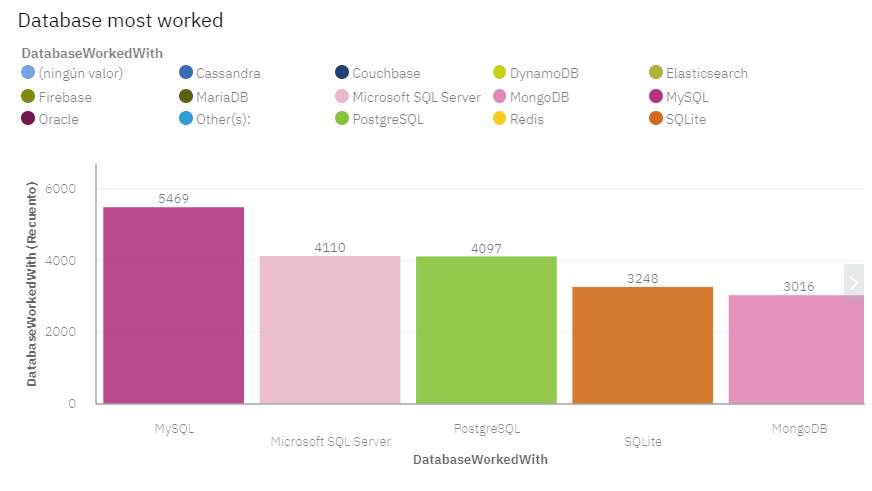 Database most worked
DatabaseWorkedWith
(ningún valor) Cassandra Couchbase DynamoDB Elasticsearch
Firebase MariaDB Microsoft SQL Server MongoDB MySQL
Oracle Other(s): PostgreSQL Redis SQLite
DatabaseWorkedWith (Recuento)
6000
4000
2000
0
5469
4110
4097
3248
3016
MySQL
Microsoft SQL Server
PostgreSQL
SQLite
MongoDB
DatabaseWorkedWith